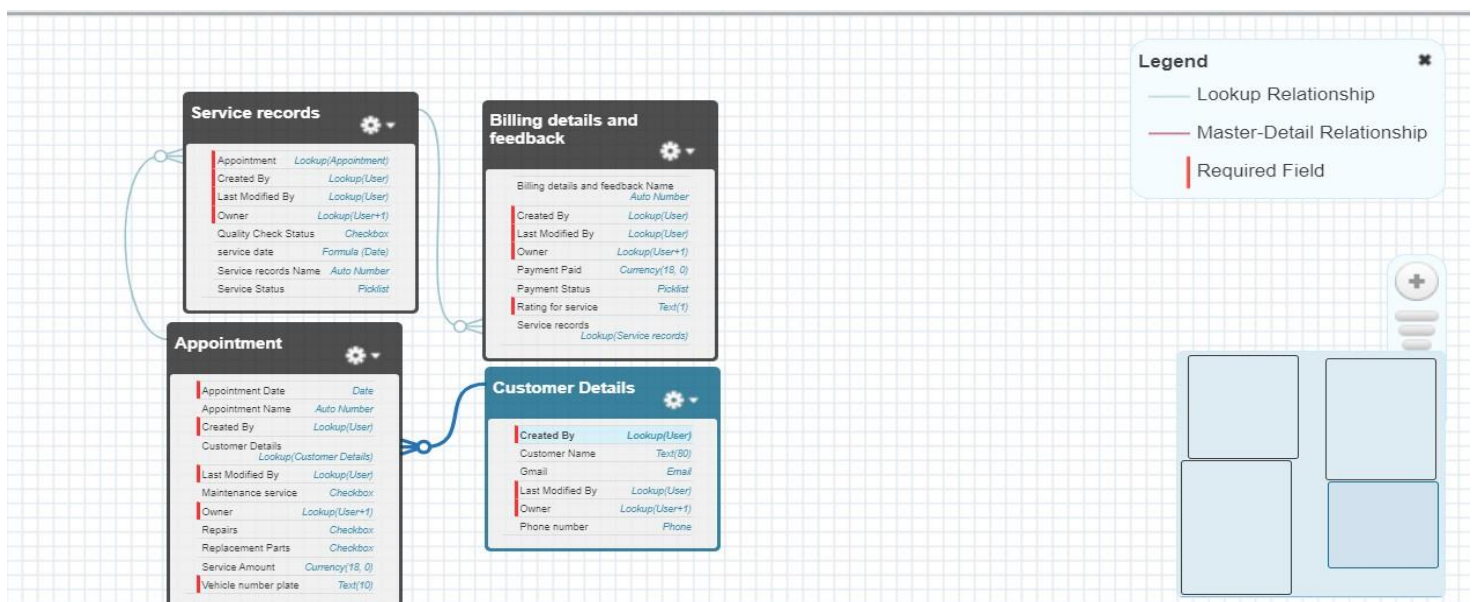 Legend ✖
Lookup Relationship
Master-Detail Relationship
Required Field
Service records
Appointment Lookup(Appointment)
Created By Lookup(User)
Last Modified By Lookup(User)
Owner Lookup(User+1)
Quality Check Status Checkbox
service date Formula (Date)
Service records Name Auto Number
Service Status Picklist
Billing details and
feedback
Billing details and feedback Name
Auto Number
Created By Lookup(User)
Last Modified By Lookup(User)
Owner Lookup(User+1)
Payment Paid Currency(18, 0)
Payment Status Picklist
Rating for service Text(1)
Service records
Lookup(Service records)
Appointment
Appointment Date Date
Appointment Name Auto Number
Created By Lookup(User)
Customer Details
Lookup(Customer Details)
Last Modified By Lookup(User)
Maintenance service Checkbox
Owner Lookup(User+1)
Repairs Checkbox
Replacement Parts Checkbox
Service Amount Currency(18, 0)
Vehicle number plate Text(10)
Customer Details
Created By Lookup(User)
Customer Name Text(80)
Gmail Email
Last Modified By Lookup(User)
Owner Lookup(User+1)
Phone number Phone